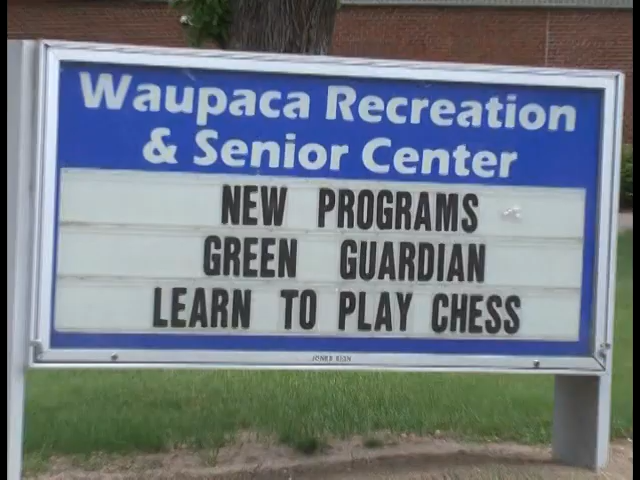 Waupaca Recreation
& Senior Center
NEW PROGRAMS
GREEN GUARDIAN
LEARN TO PLAY CHESS